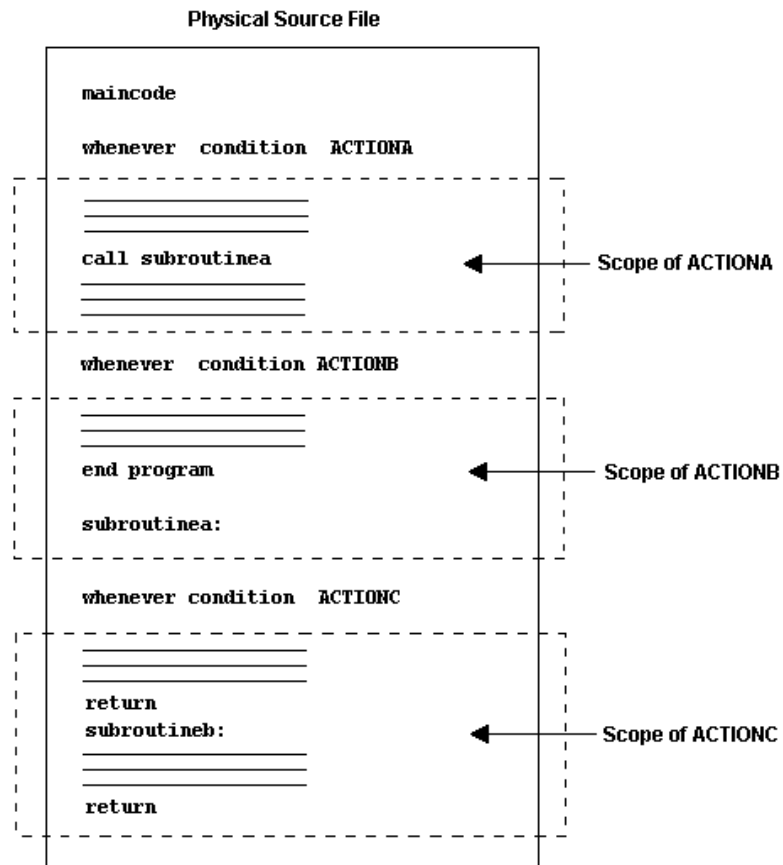 Physical Source File
maincode
whenever condition ACTIONA
call subroutinea
Scope of ACTIONA
whenever condition ACTIONB
end program
Scope of ACTIONB
subroutinea:
whenever condition ACTIONC
return
subroutineb:
Scope of ACTIONC
return